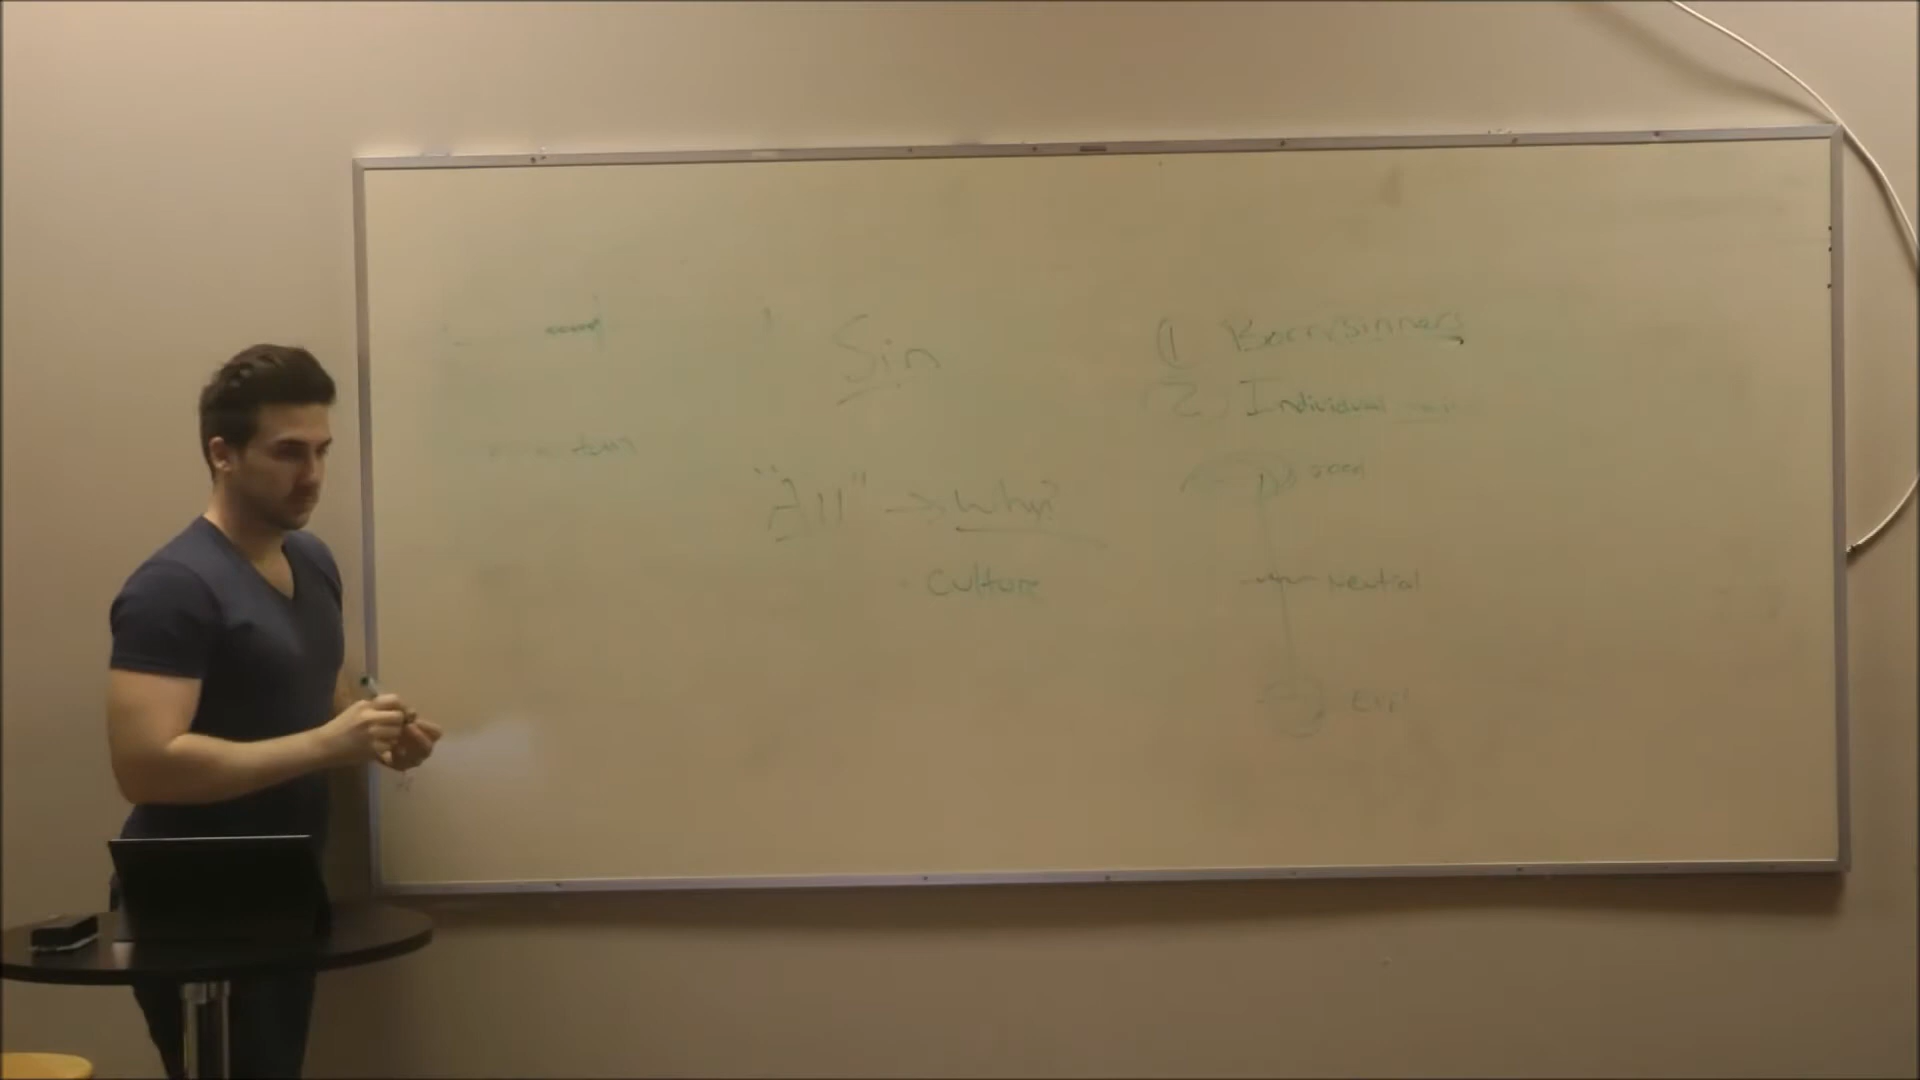 Sin
"All" → Why?
Culture
1 Born sinners
2 Individual
Good
Neutral
Evil